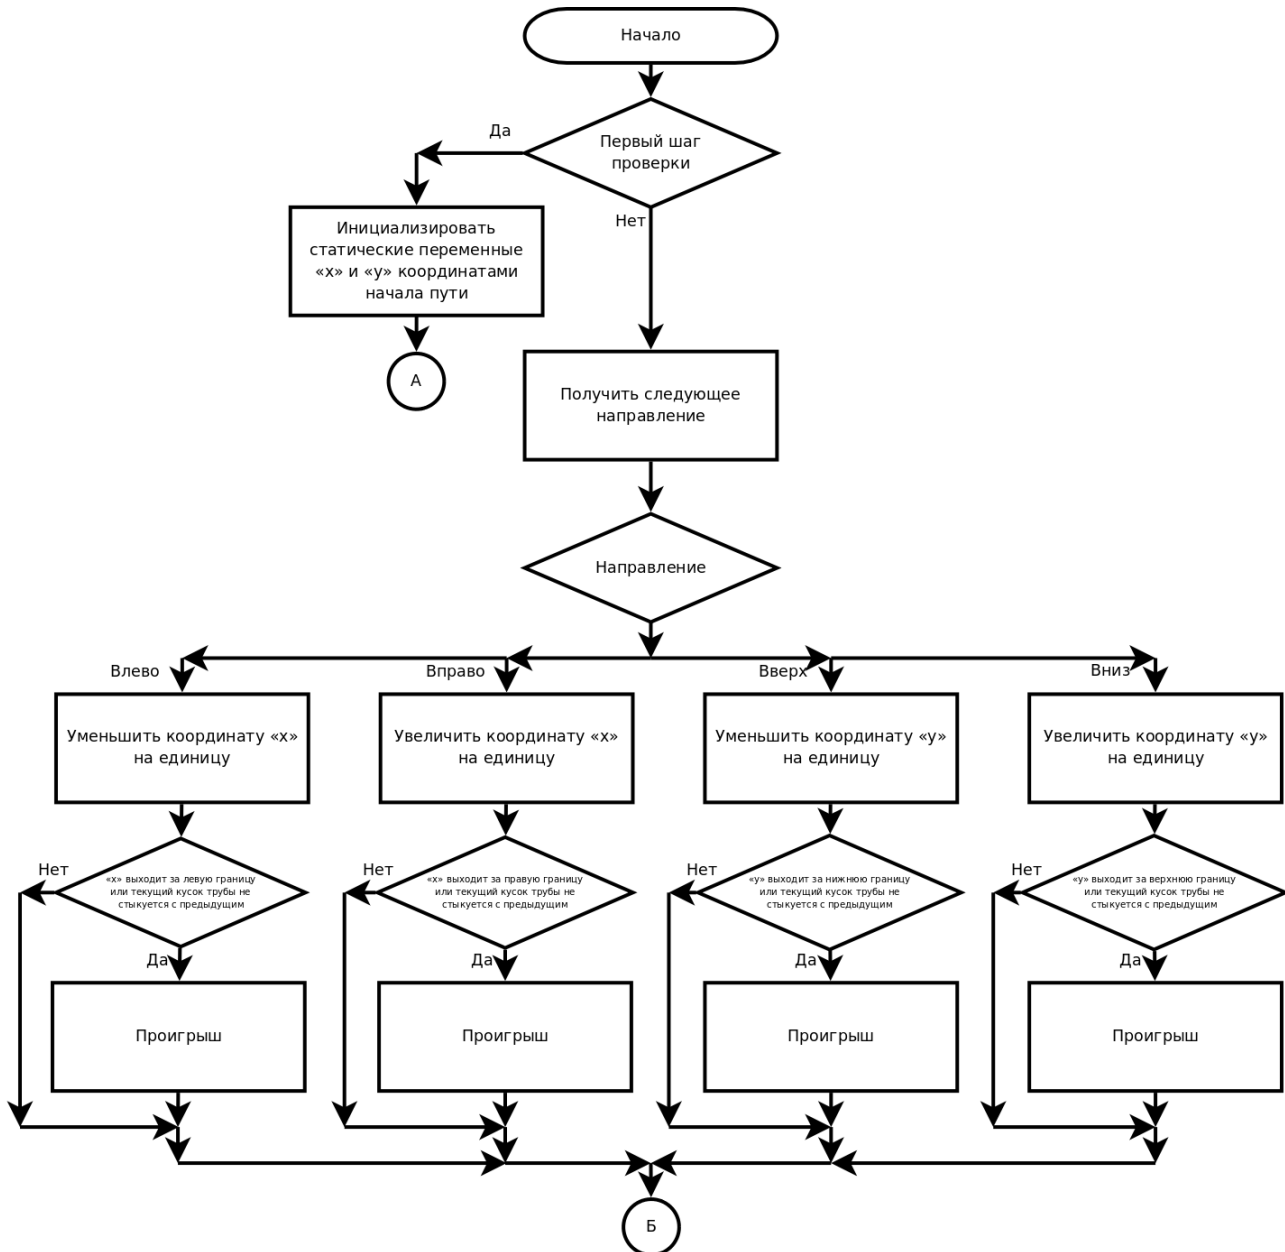 Начало
Да
Первый шаг
проверки
Нет
Инициализировать
статические переменные
«x» и «y» координатами
начала пути
А
Получить следующее
направление
Направление
Влево
Вправо
Вверх
Вниз
Уменьшить координату «x»
на единицу
Увеличить координату «x»
на единицу
Уменьшить координату «y»
на единицу
Увеличить координату «y»
на единицу
Нет
«x» выходит за левую границу
или текущий кусок трубы не
стыкуется с предыдущим
Нет
«x» выходит за правую границу
или текущий кусок трубы не
стыкуется с предыдущим
Нет
«y» выходит за нижнюю границу
или текущий кусок трубы не
стыкуется с предыдущим
Нет
«y» выходит за верхнюю границу
или текущий кусок трубы не
стыкуется с предыдущим
Да
Да
Да
Да
Проигрыш
Проигрыш
Проигрыш
Проигрыш
Б